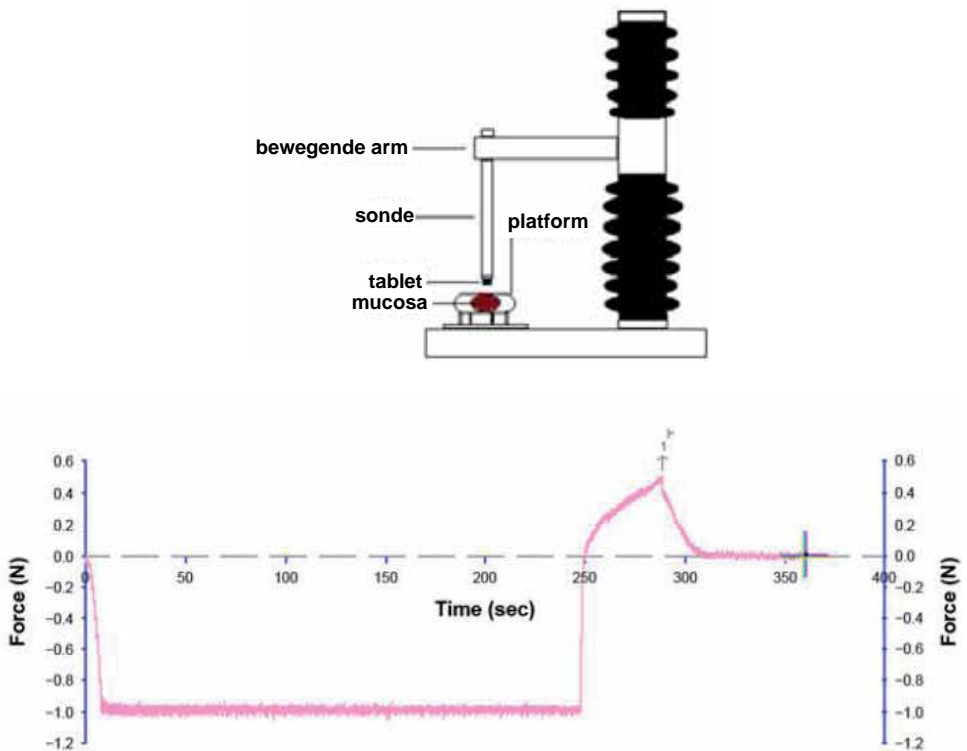 bewegende arm
sonde
platform
tablet
mucosa
0.6 0.6
0.4 0.4
0.2 0.2
0.0 0.0
0 50 100 150 200 250 300 350 400
−0.2 −0.2
Time (sec)
−0.4 −0.4
−0.6 −0.6
−0.8 −0.8
−1.0 −1.0
−1.2 −1.2
Force (N)
Force (N)